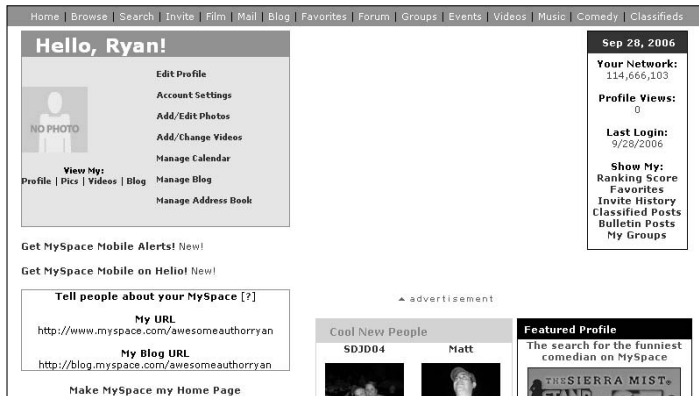 Home | Browse | Search | Invite | Film | Mail | Blog | Favorites | Forum | Groups | Events | Videos | Music | Comedy | Classifieds
Hello, Ryan!
NO PHOTO
View My:
Profile | Pics | Videos | Blog
Edit Profile
Account Settings
Add/Edit Photos
Add/Change Videos
Manage Calendar
Manage Blog
Manage Address Book
Get MySpace Mobile Alerts! New!
Get MySpace Mobile on Helio! New!
Tell people about your MySpace [?]
My URL
http://www.myspace.com/awesomeauthorryan
My Blog URL
http://blog.myspace.com/awesomeauthorryan
Make MySpace my Home Page
Sep 28, 2006
Your Network:
114,666,103
Profile Views:
0
Last Login:
9/28/2006
Show My:
Ranking Score
Favorites
Invite History
Classified Posts
Bulletin Posts
My Groups
advertisement
Cool New People
SDJD04 Matt
Featured Profile
The search for the funniest
comedian on MySpace
THE SIERRA MIST